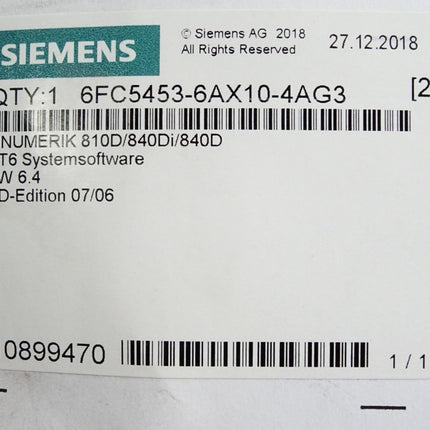 SIEMENS
© Siemens AG 2018
All Rights Reserved
27.12.2018
QTY:1 6FC5453-6AX10-4AG3 [2
NUMERIK 810D/840Di/840D
T6 Systemsoftware
W 6.4
D-Edition 07/06
0899470
1 / 1